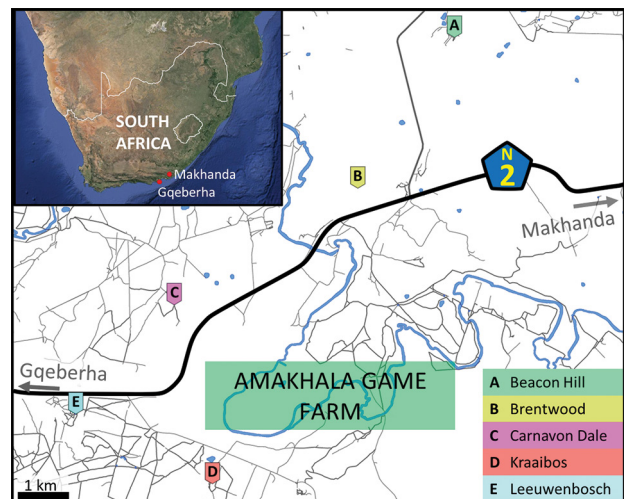 SOUTH
AFRICA
Makhanda
Gqeberha
A
B
N
2
Makhanda
C
Gqeberha
E
AMAKHALA GAME
FARM
D
1 km
A Beacon Hill
B Brentwood
C Carnavon Dale
D Kraaibos
E Leeuwenbosch